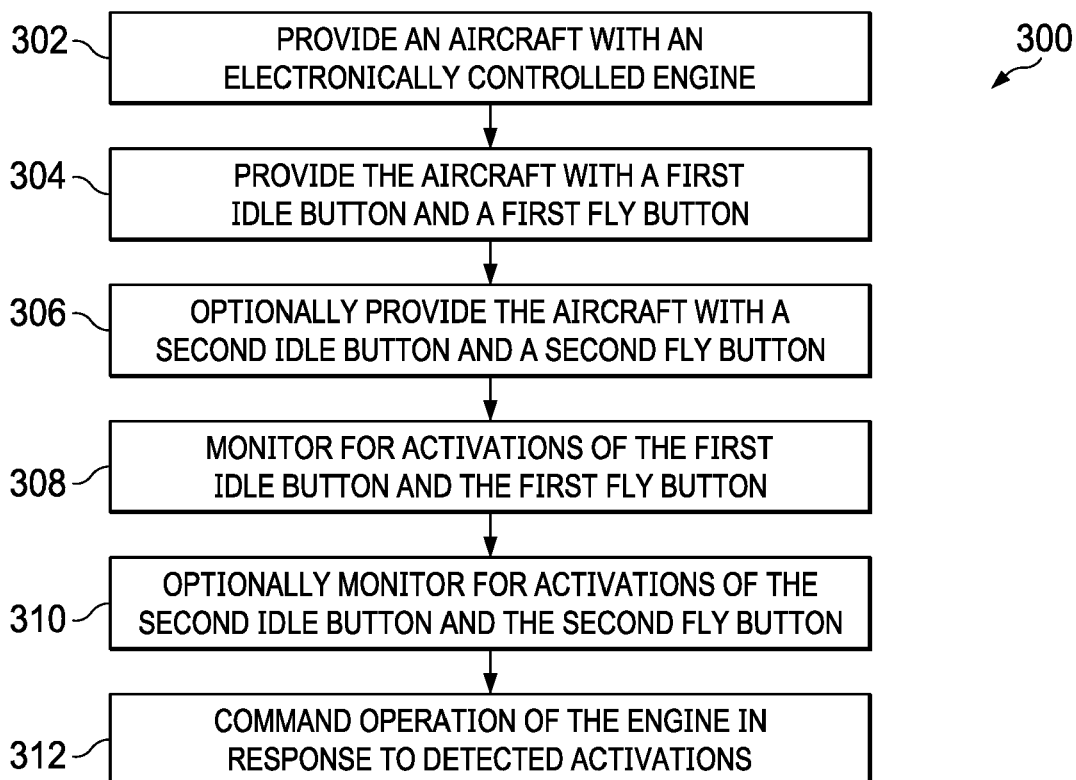 300
302
PROVIDE AN AIRCRAFT WITH AN
ELECTRONICALLY CONTROLLED ENGINE
304
PROVIDE THE AIRCRAFT WITH A FIRST
IDLE BUTTON AND A FIRST FLY BUTTON
306
OPTIONALLY PROVIDE THE AIRCRAFT WITH A
SECOND IDLE BUTTON AND A SECOND FLY BUTTON
308
MONITOR FOR ACTIVATIONS OF THE FIRST
IDLE BUTTON AND THE FIRST FLY BUTTON
310
OPTIONALLY MONITOR FOR ACTIVATIONS OF THE
SECOND IDLE BUTTON AND THE SECOND FLY BUTTON
312
COMMAND OPERATION OF THE ENGINE IN
RESPONSE TO DETECTED ACTIVATIONS